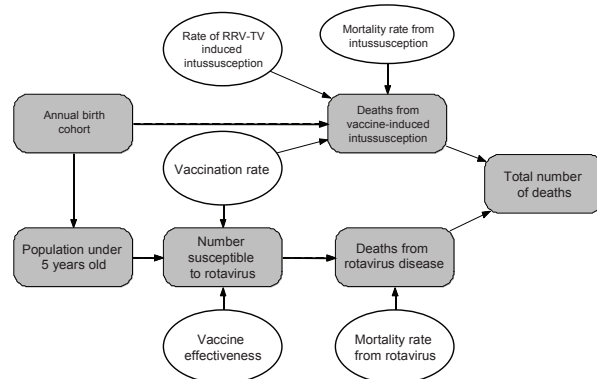 Rate of RRV-TV
induced
intussusception
Mortality rate from
intussusception
Annual birth
cohort
Deaths from
vaccine-induced
intussusception
Vaccination rate
Total number
of deaths
Population under
5 years old
Number
susceptible
to rotavirus
Deaths from
rotavirus disease
Vaccine
effectiveness
Mortality rate
from rotavirus